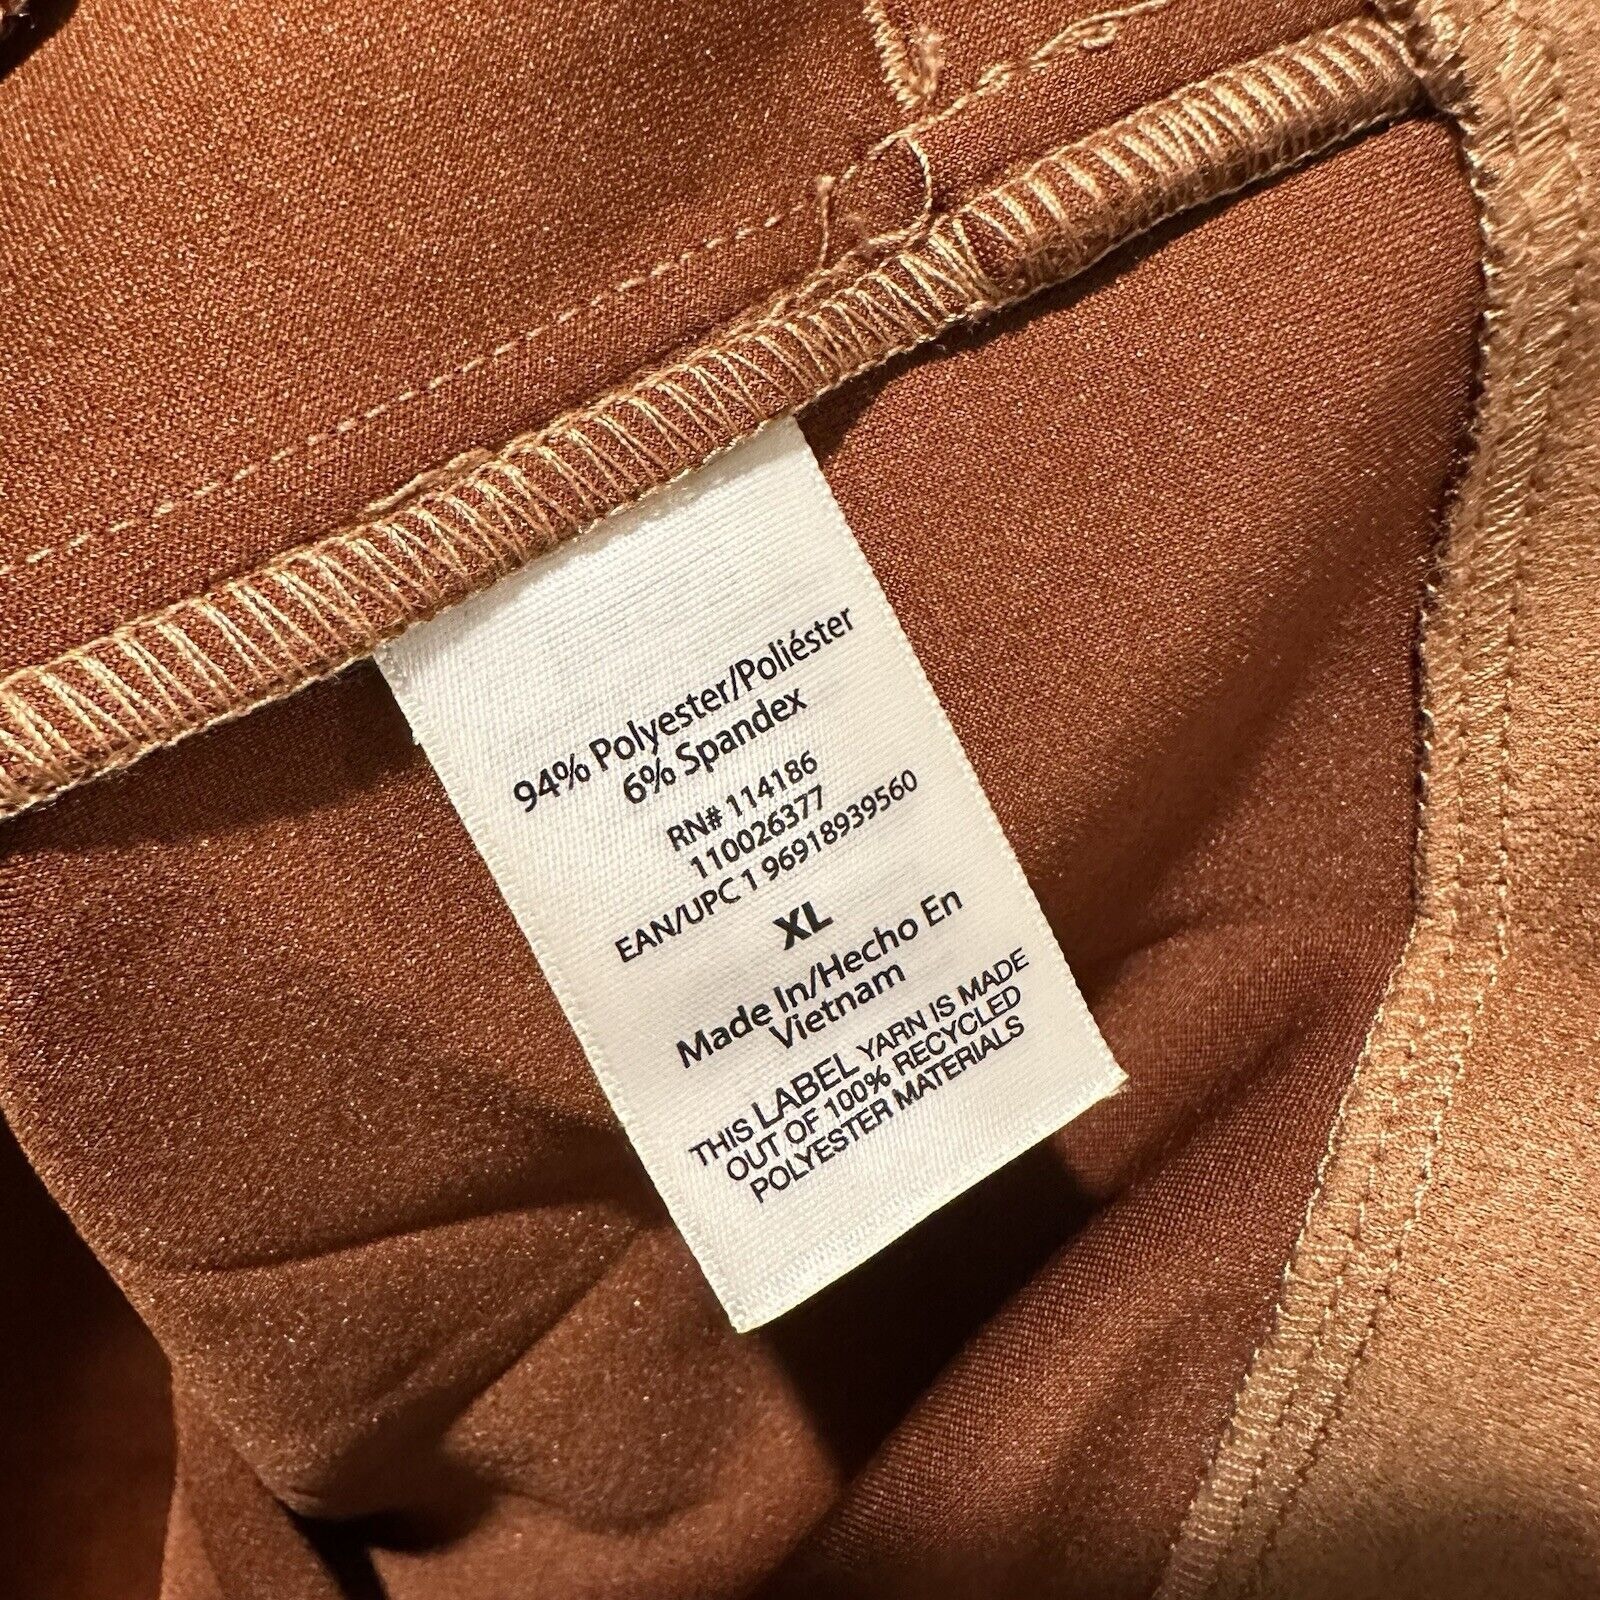 94% Polyester/Poliéster
6% Spandex
RN# 114186
110026377
EAN/UPC 1 96918939560
XL
Made In/Hecho En
Vietnam
THIS LABEL YARN IS MADE
OUT OF 100% RECYCLED
POLYESTER MATERIALS